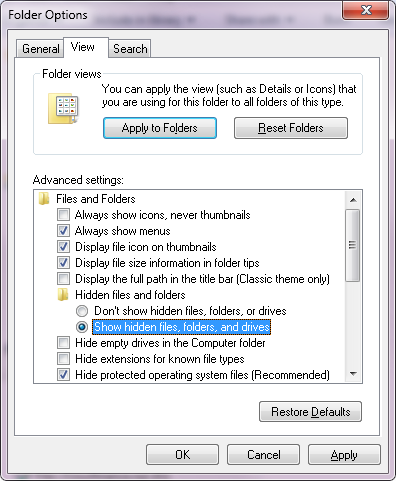 Folder Options
General
View
Search
Folder views
You can apply the view (such as Details or Icons) that
you are using for this folder to all folders of this type.
Apply to Folders
Reset Folders
Advanced settings:
Files and Folders
Always show icons, never thumbnails
Always show menus
Display file icon on thumbnails
Display file size information in folder tips
Display the full path in the title bar (Classic theme only)
Hidden files and folders
Don't show hidden files, folders, or drives
Show hidden files, folders, and drives
Hide empty drives in the Computer folder
Hide extensions for known file types
Hide protected operating system files (Recommended)
Restore Defaults
OK
Cancel
Apply